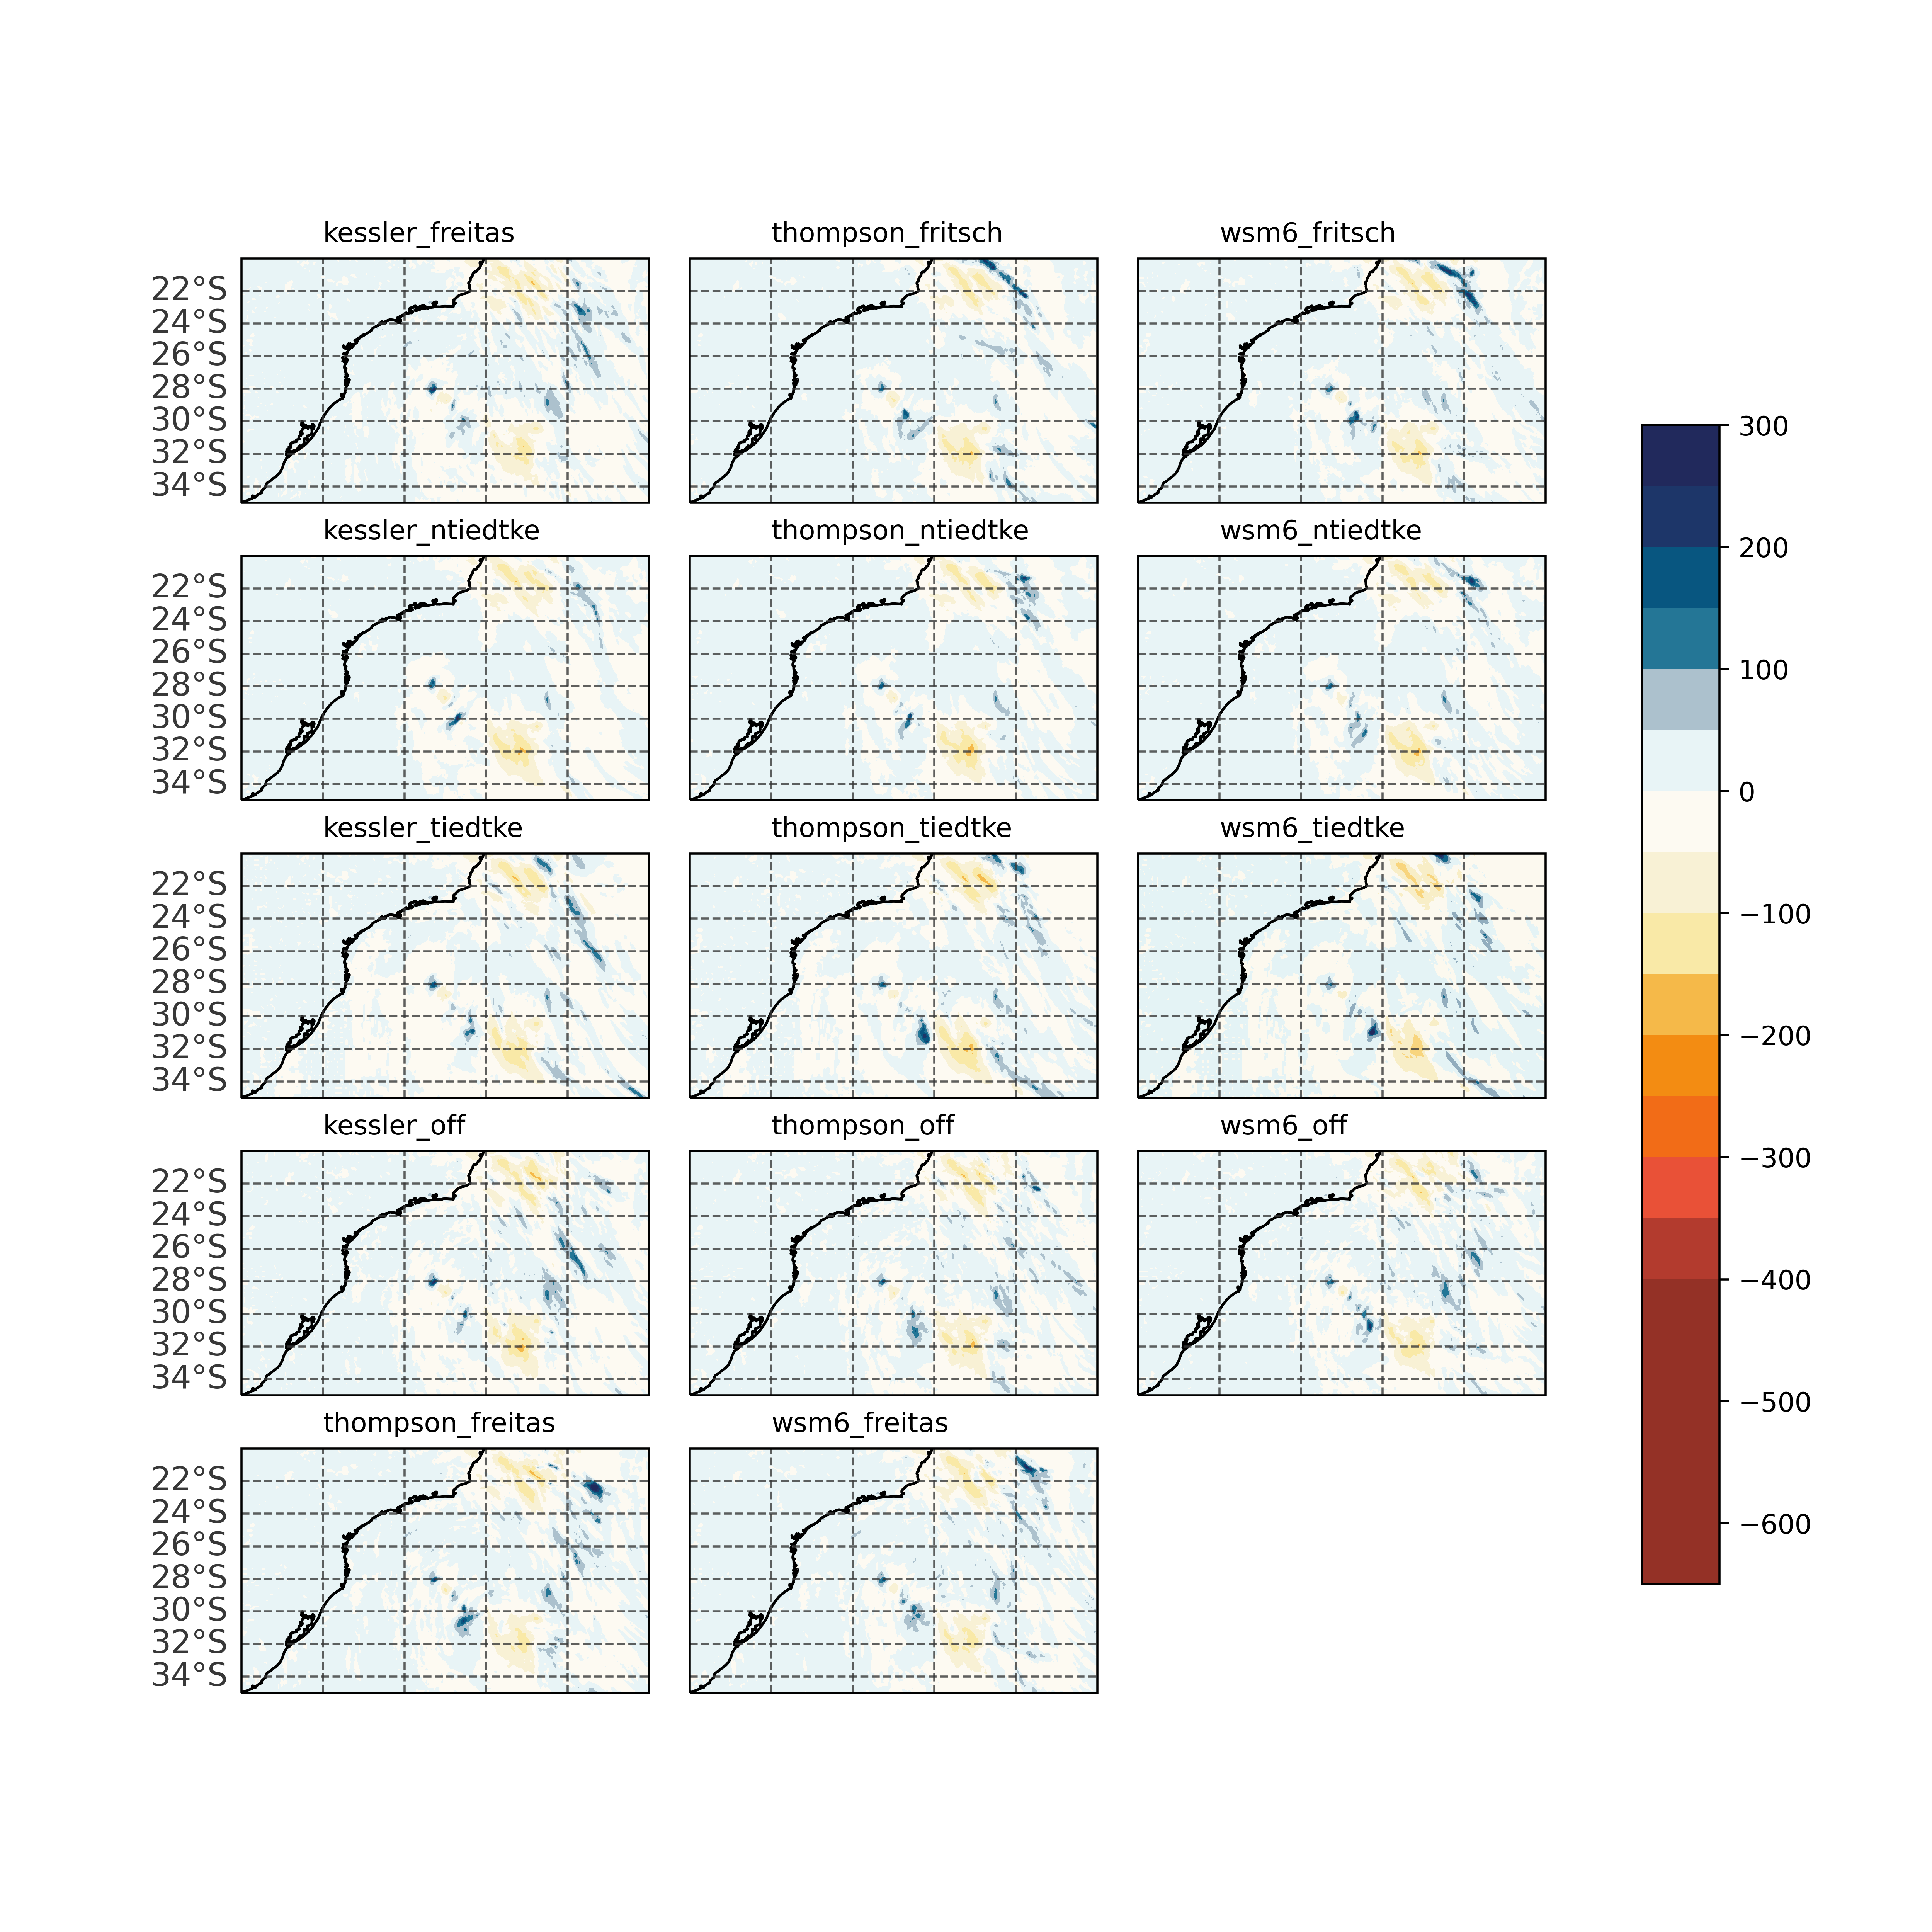 kessler_freitas thompson_fritsch wsm6_fritsch
22°S
24°S
26°S
28°S
30°S
32°S
34°S
kessler_ntiedtke thompson_ntiedtke wsm6_ntiedtke
22°S
24°S
26°S
28°S
30°S
32°S
34°S
kessler_tiedtke thompson_tiedtke wsm6_tiedtke
22°S
24°S
26°S
28°S
30°S
32°S
34°S
kessler_off thompson_off wsm6_off
22°S
24°S
26°S
28°S
30°S
32°S
34°S
thompson_freitas wsm6_freitas
22°S
24°S
26°S
28°S
30°S
32°S
34°S
300
200
100
0
−100
−200
−300
−400
−500
−600